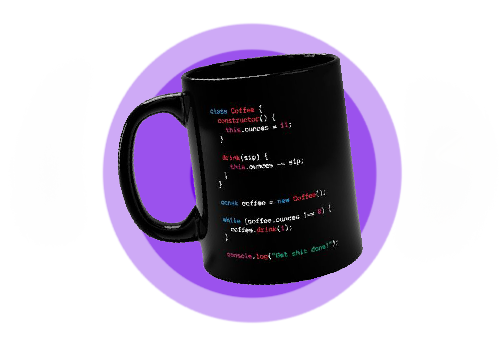 class Coffee {
constructor() {
this.ounces = 11;
}
drink(sip) {
this.ounces -= sip;
}
}
const coffee = new Coffee();
while (coffee.ounces !== 0) {
coffee.drink(1);
}
console.log("Get shit done!");